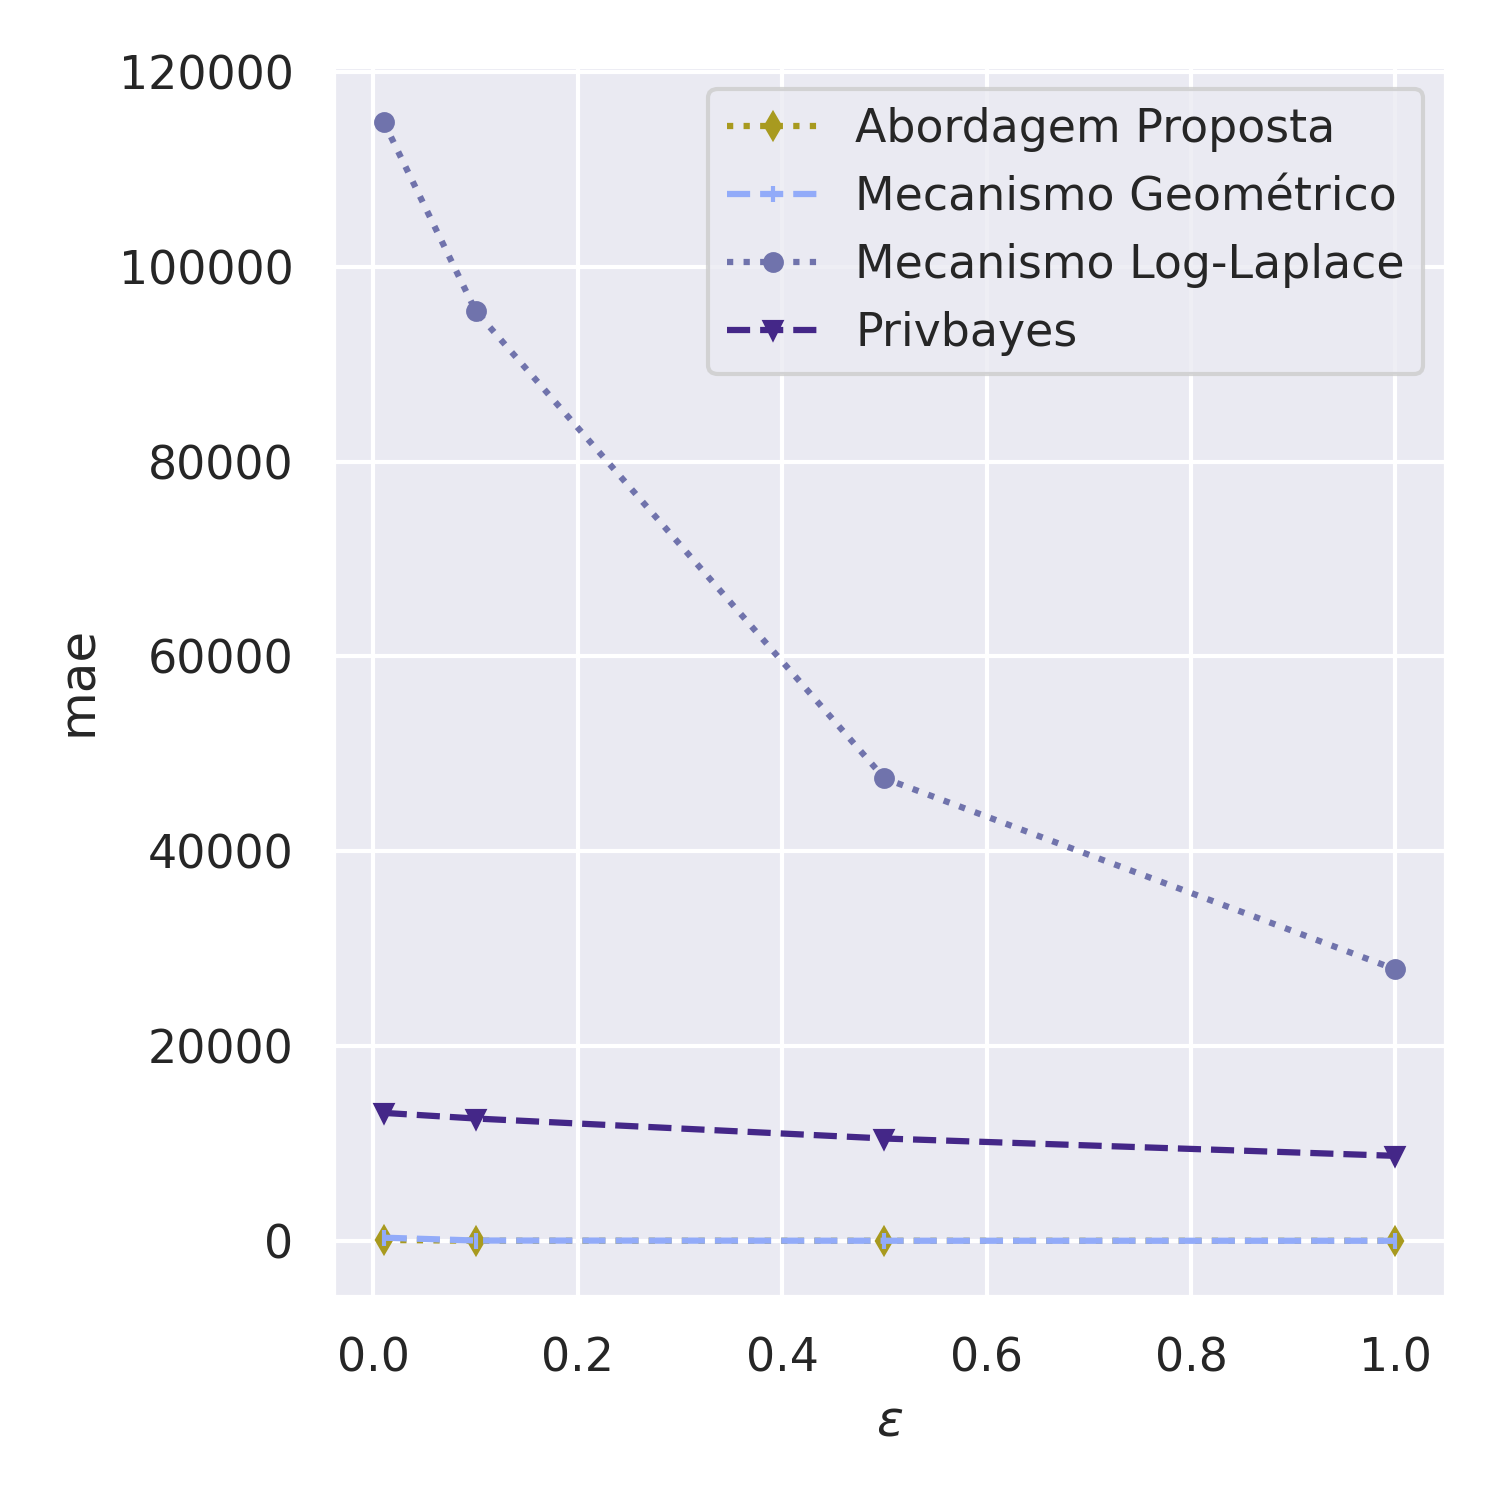 120000
100000
80000
60000
40000
20000
0
mae
Abordagem Proposta
Mecanismo Geométrico
Mecanismo Log-Laplace
Privbayes
0.0 0.2 0.4 0.6 0.8 1.0
ε